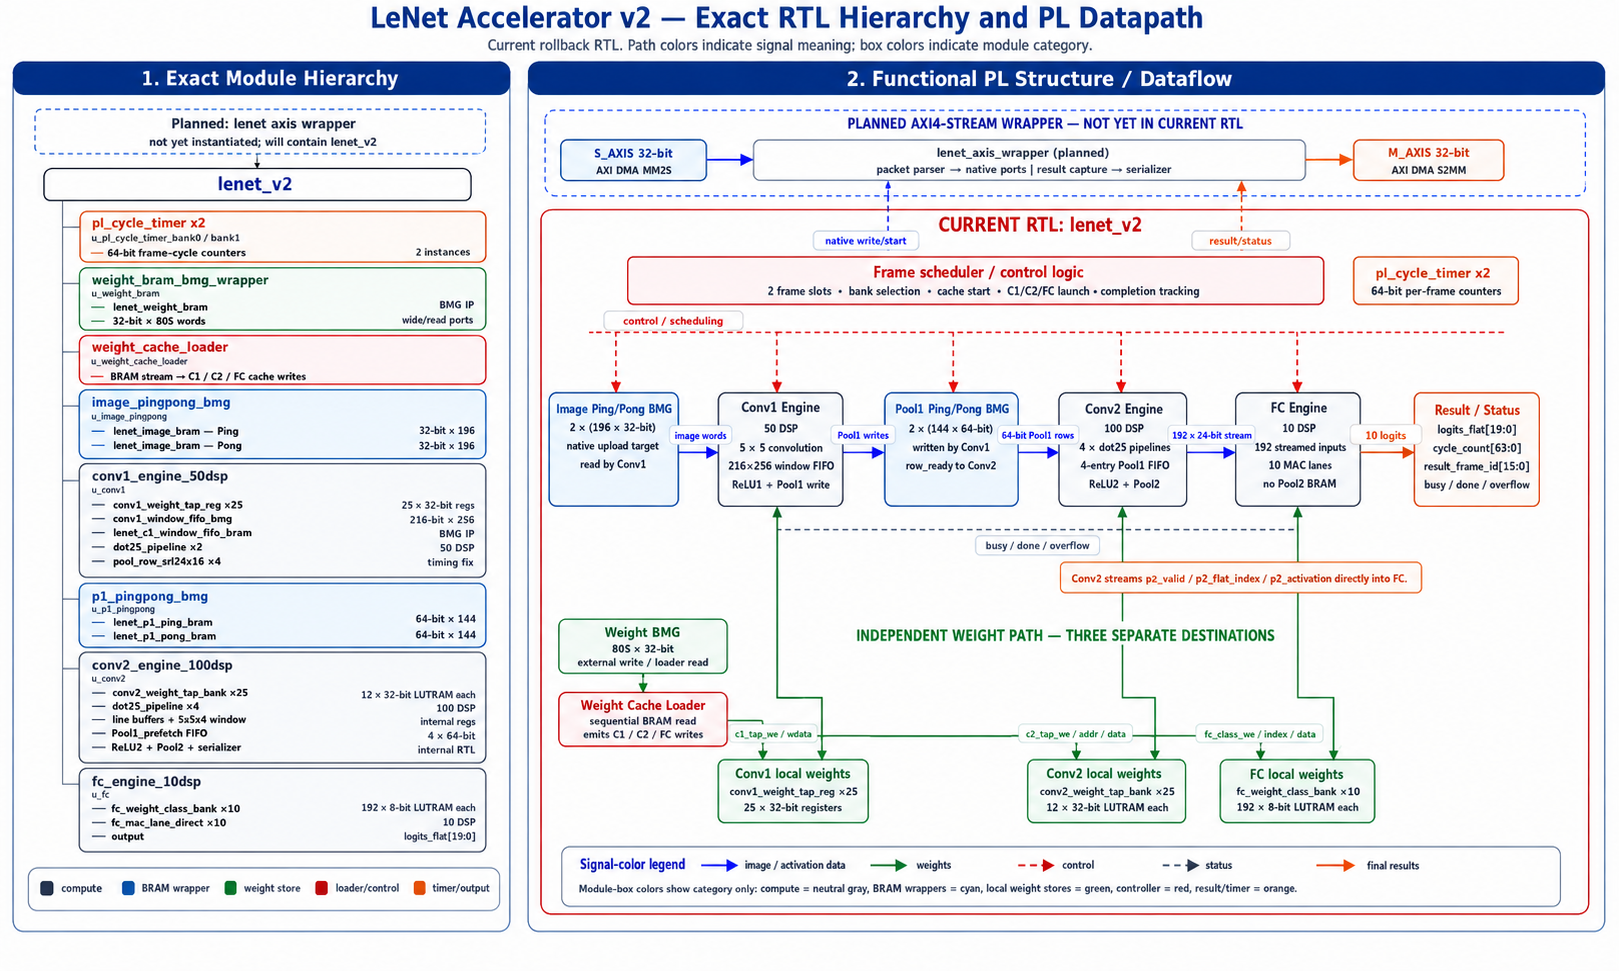 LeNet Accelerator v2 — Exact RTL Hierarchy and PL Datapath
Current rollback RTL. Path colors indicate signal meaning; box colors indicate module category.
1. Exact Module Hierarchy
Planned: lenet axis wrapper
not yet instantiated; will contain lenet_v2
lenet_v2
pl_cycle_timer x2
u_pl_cycle_timer_bank0 / bank1
64-bit frame-cycle counters 2 instances
weight_bram_bmg_wrapper
u_weight_bram
lenet_weight_bram BMG IP
32-bit × 80S words wide/read ports
weight_cache_loader
u_weight_cache_loader
BRAM stream → C1 / C2 / FC cache writes
image_pingpong_bmg
u_image_pingpong
lenet_image_bram — Ping 32-bit × 196
lenet_image_bram — Pong 32-bit × 196
conv1_engine_50dsp
u_conv1
conv1_weight_tap_reg ×25 25 × 32-bit regs
conv1_window_fifo_bmg 216-bit × 2S6
lenet_c1_window_fifo_bram BMG IP
dot2S_pipeline ×2 50 DSP
pool_row_srl24x16 ×4 timing fix
p1_pingpong_bmg
u_p1_pingpong
lenet_p1_ping_bram 64-bit × 144
lenet_p1_pong_bram 64-bit × 144
conv2_engine_100dsp
u_conv2
conv2_weight_tap_bank ×25 12 × 32-bit LUTRAM each
dot2S_pipeline ×4 100 DSP
line buffers + 5x5x4 window internal regs
Pool1_prefetch FIFO 4 × 64-bit
ReLU2 + Pool2 + serializer internal RTL
fc_engine_10dsp
u_fc
fc_weight_class_bank ×10 192 × 8-bit LUTRAM each
fc_mac_lane_direct ×10 10 DSP
output logits_flat[19:0]
compute BRAM wrapper weight store loader/control timer/output
2. Functional PL Structure / Dataflow
PLANNED AXI4-STREAM WRAPPER — NOT YET IN CURRENT RTL
S_AXIS 32-bit
AXI DMA MM2S
lenet_axis_wrapper (planned)
packet parser → native ports | result capture → serializer
M_AXIS 32-bit
AXI DMA S2MM
native write/start
CURRENT RTL: lenet_v2
result/status
Frame scheduler / control logic
2 frame slots • bank selection • cache start • C1/C2/FC launch • completion tracking
pl_cycle_timer x2
64-bit per-frame counters
control / scheduling
Image Ping/Pong BMG
2 × (196 × 32-bit)
native upload target
read by Conv1
image words
Conv1 Engine
50 DSP
5 × 5 convolution
216×256 window FIFO
ReLU1 + Pool1 write
Pool1 writes
Pool1 Ping/Pong BMG
2 × (144 × 64-bit)
written by Conv1
row_ready to Conv2
64-bit Pool1 rows
Conv2 Engine
100 DSP
4 × dot25 pipelines
4-entry Pool1 FIFO
ReLU2 + Pool2
192 x 24-bit stream
FC Engine
10 DSP
192 streamed inputs
10 MAC lanes
no Pool2 BRAM
10 logits
Result / Status
logits_flat[19:0]
cycle_count[63:0]
result_frame_id[15:0]
busy / done / overflow
busy / done / overflow
Conv2 streams p2_valid / p2_flat_index / p2_activation directly into FC.
INDEPENDENT WEIGHT PATH — THREE SEPARATE DESTINATIONS
Weight BMG
80S × 32-bit
external write / loader read
Weight Cache Loader
sequential BRAM read
emits C1 / C2 / FC writes
c1_tap_we / wdata
c2_tap_we / addr / data
fc_class_we / index / data
Conv1 local weights
conv1_weight_tap_reg ×25
25 × 32-bit registers
Conv2 local weights
conv2_weight_tap_bank ×25
12 × 32-bit LUTRAM each
FC local weights
fc_weight_class_bank ×10
192 × 8-bit LUTRAM each
Signal-color legend image / activation data weights control status final results
Module-box colors show category only: compute = neutral gray, BRAM wrappers = cyan, local weight stores = green, controller = red, result/timer = orange.